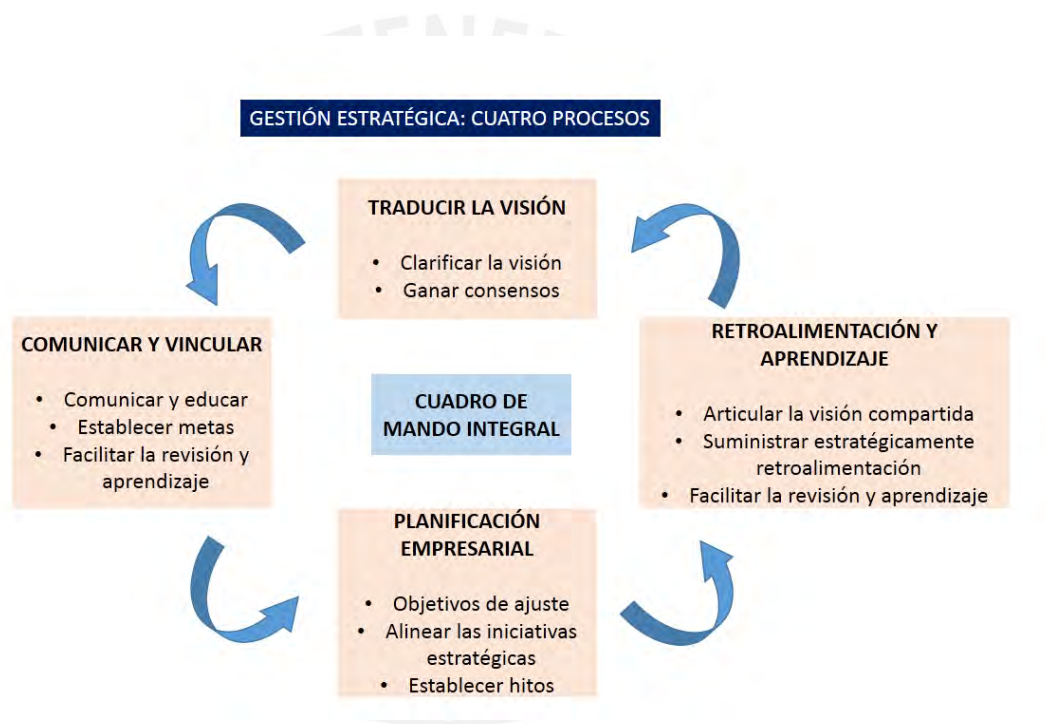 GESTIÓN ESTRATÉGICA: CUATRO PROCESOS
TRADUCIR LA VISIÓN
• Clarificar la visión
• Ganar consensos
COMUNICAR Y VINCULAR
• Comunicar y educar
• Establecer metas
• Facilitar la revisión y
aprendizaje
CUADRO DE
MANDO INTEGRAL
RETROALIMENTACIÓN Y
APRENDIZAJE
• Articular la visión compartida
• Suministrar estratégicamente
retroalimentación
• Facilitar la revisión y aprendizaje
PLANIFICACIÓN
EMPRESARIAL
• Objetivos de ajuste
• Alinear las iniciativas
estratégicas
• Establecer hitos